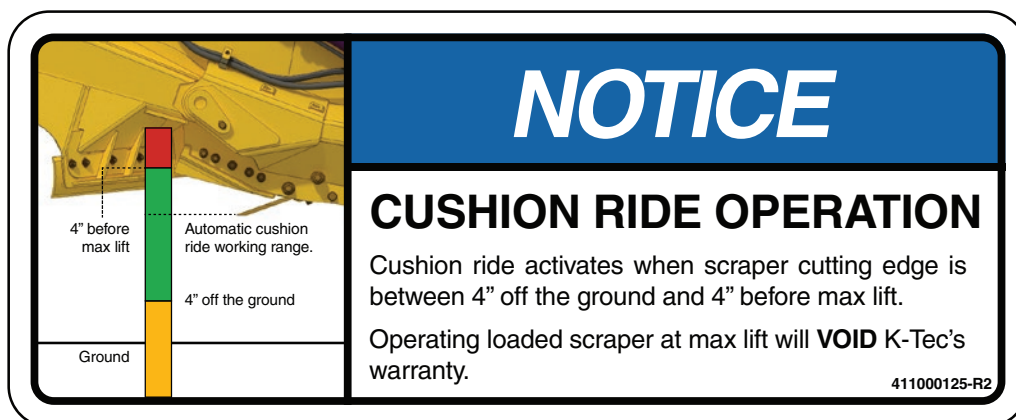 NOTICE
4” before
max lift
Automatic cushion
ride working range.
4” off the ground
Ground
CUSHION RIDE OPERATION
Cushion ride activates when scraper cutting edge is
between 4” off the ground and 4” before max lift.
Operating loaded scraper at max lift will VOID K-Tec’s
warranty.
411000125-R2